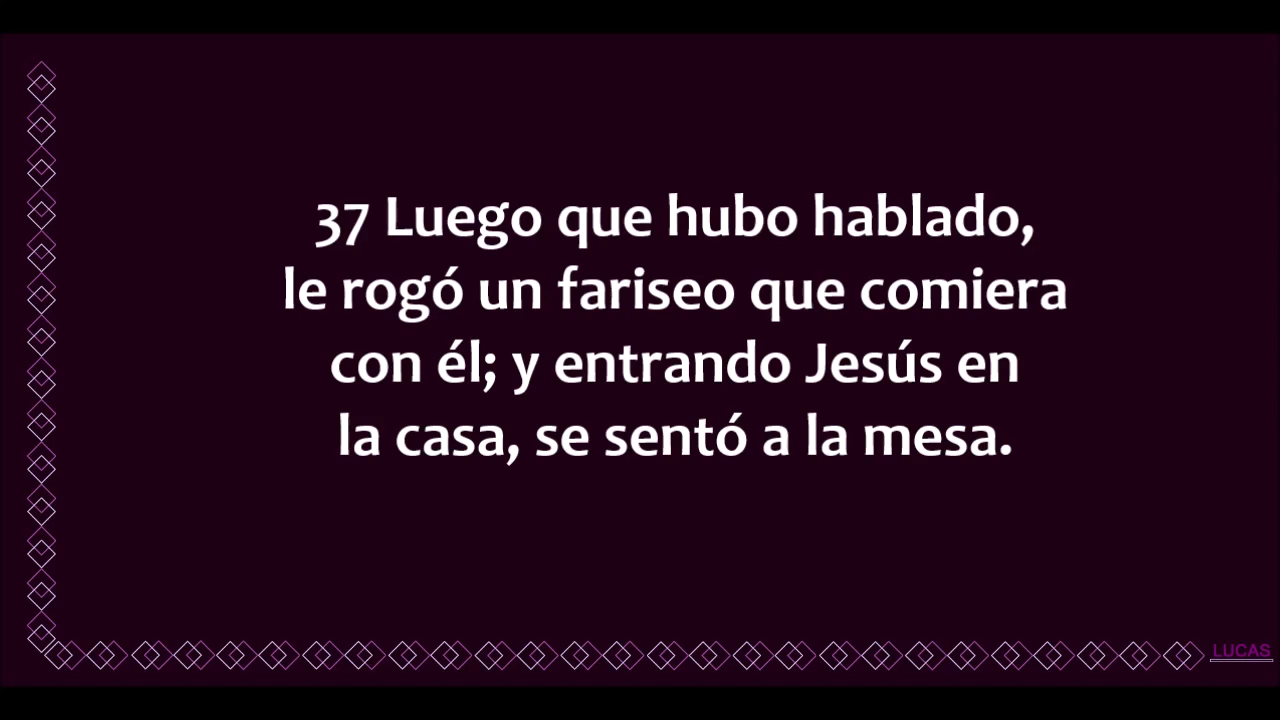 37 Luego que hubo hablado,
le rogó un fariseo que comiera
con él; y entrando Jesús en
la casa, se sentó a la mesa.
LUCAS